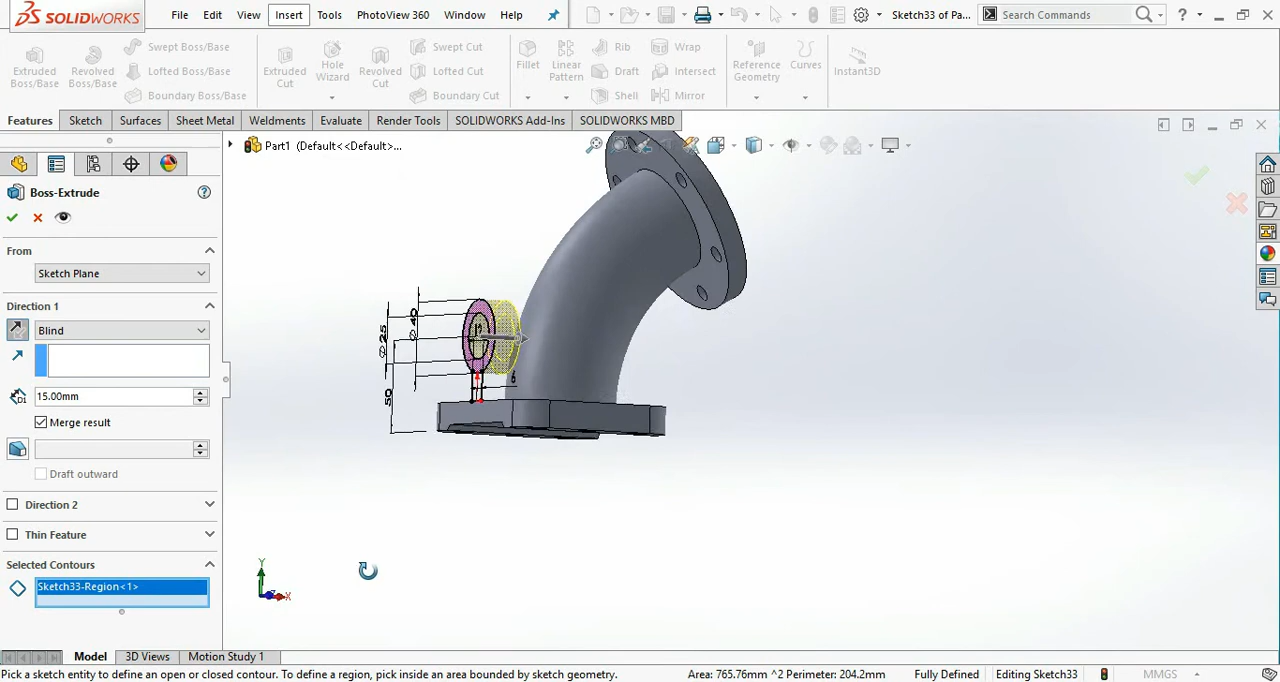 SOLIDWORKS
File Edit View Insert Tools PhotoView 360 Window Help
Sketch33 of Pa...
Search Commands
Extruded Boss/Base
Revolved Boss/Base
Swept Boss/Base
Lofted Boss/Base
Boundary Boss/Base
Extruded Cut
Hole Wizard
Revolved Cut
Swept Cut
Lofted Cut
Boundary Cut
Fillet
Linear Pattern
Rib
Draft
Shell
Wrap
Intersect
Mirror
Reference Geometry
Curves
Instant3D
Features Sketch Surfaces Sheet Metal Weldments Evaluate Render Tools SOLIDWORKS Add-Ins SOLIDWORKS MBD
Part1 (Default<<Default>...
Boss-Extrude
From
Sketch Plane
Direction 1
Blind
15.00mm
Merge result
Draft outward
Direction 2
Thin Feature
Selected Contours
Sketch33-Region<1>
∅ 25
∅ 40
50
6
Y
X
Model 3D Views Motion Study 1
Pick a sketch entity to define an open or closed contour. To define a region, pick inside an area bounded by sketch geometry.
Area: 765.76mm ^2 Perimeter: 204.2mm
Fully Defined
Editing Sketch33
MMGS